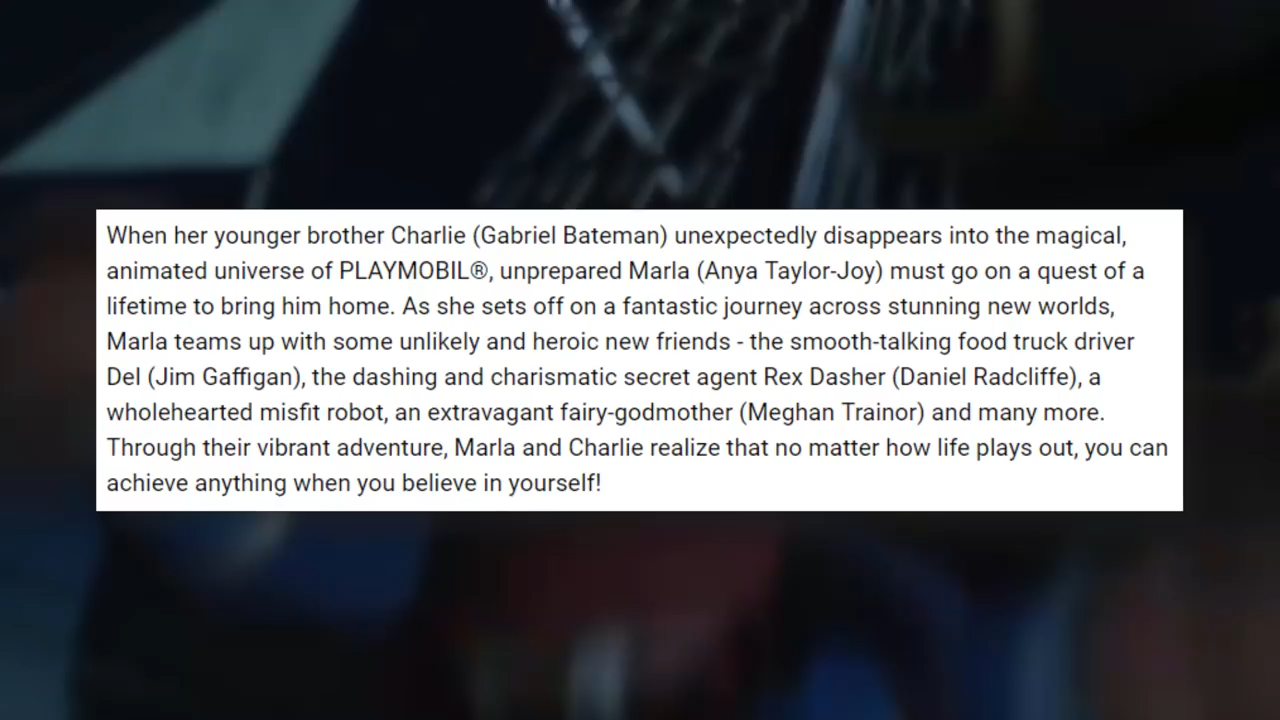 When her younger brother Charlie (Gabriel Bateman) unexpectedly disappears into the magical,
animated universe of PLAYMOBIL®, unprepared Marla (Anya Taylor-Joy) must go on a quest of a
lifetime to bring him home. As she sets off on a fantastic journey across stunning new worlds,
Marla teams up with some unlikely and heroic new friends - the smooth-talking food truck driver
Del (Jim Gaffigan), the dashing and charismatic secret agent Rex Dasher (Daniel Radcliffe), a
wholehearted misfit robot, an extravagant fairy-godmother (Meghan Trainor) and many more.
Through their vibrant adventure, Marla and Charlie realize that no matter how life plays out, you can
achieve anything when you believe in yourself!